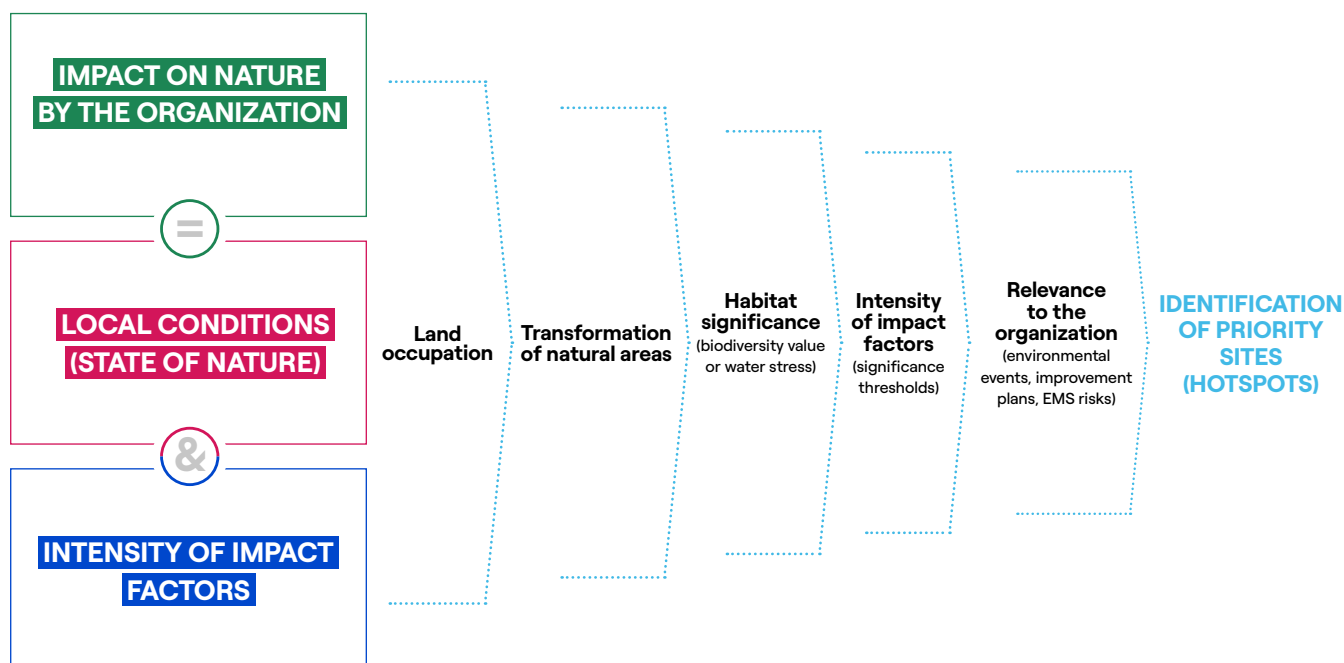 IMPACT ON NATURE
BY THE ORGANIZATION
=
LOCAL CONDITIONS
(STATE OF NATURE)
&
INTENSITY OF IMPACT
FACTORS
Land
occupation
Transformation
of natural areas
Habitat
significance
(biodiversity value
or water stress)
Intensity
of impact
factors
(significance
thresholds)
Relevance
to the
organization
(environmental
events, improvement
plans, EMS risks)
IDENTIFICATION
OF PRIORITY
SITES
(HOTSPOTS)